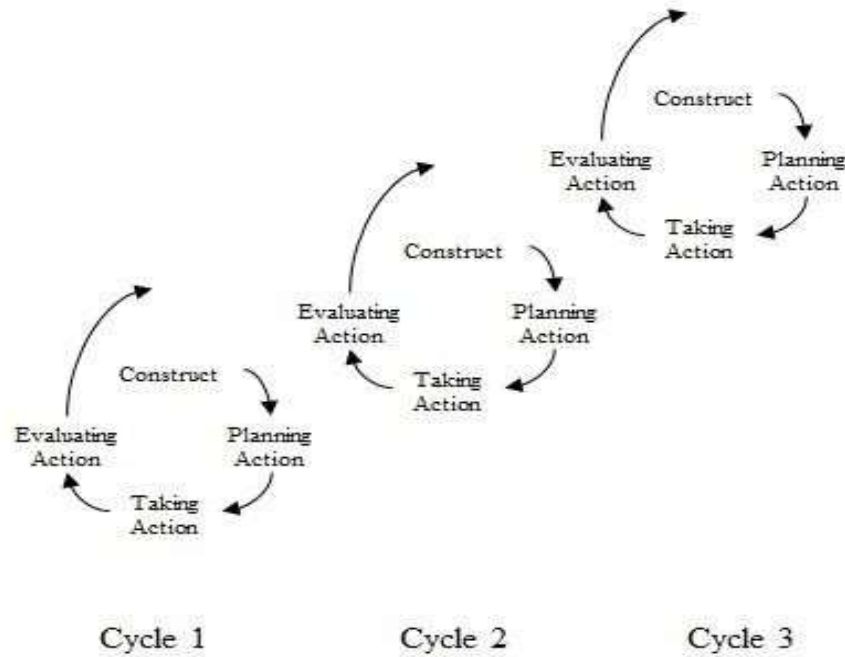 Construct
Evaluating
Action
Planning
Action
Taking
Action
Construct
Evaluating
Action
Planning
Action
Taking
Action
Construct
Evaluating
Action
Planning
Action
Taking
Action
Cycle 1
Cycle 2
Cycle 3